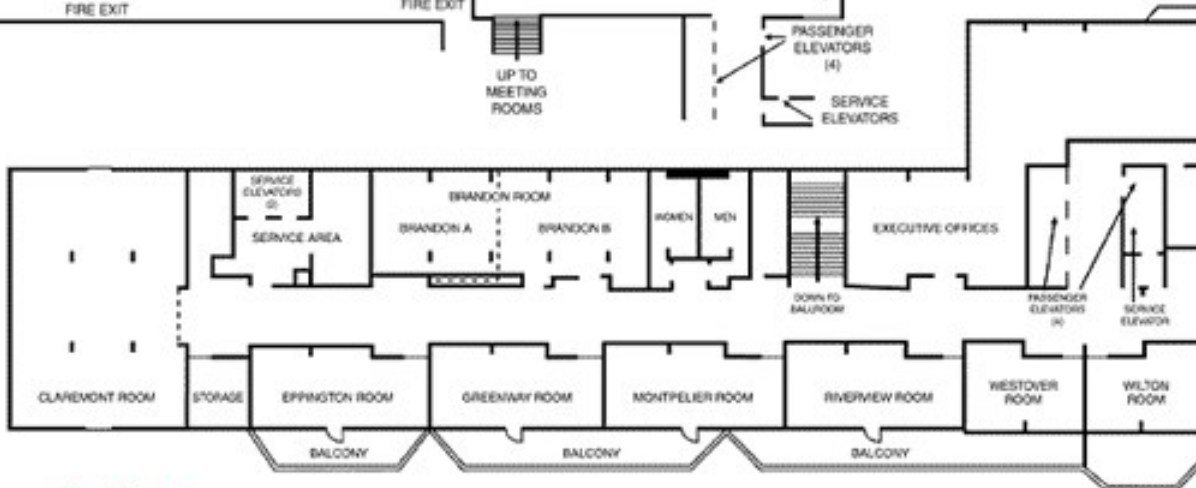 FIRE EXIT
FIRE EXIT
PASSENGER
ELEVATORS
(4)
UP TO
MEETING
ROOMS
SERVICE
ELEVATORS
SERVICE
ELEVATORS
(2)
SERVICE AREA
BRANDON ROOM
BRANDON A
BRANDON B
WOMEN
MEN
EXECUTIVE OFFICES
DOWN TO
BALLROOM
PASSENGER
ELEVATORS
(4)
SERVICE
ELEVATOR
CLAREMONT ROOM
STORAGE
EPPINGTON ROOM
GREENWAY ROOM
MONTPELIER ROOM
RIVERVIEW ROOM
WESTOVER
ROOM
WILTON
ROOM
BALCONY
BALCONY
BALCONY